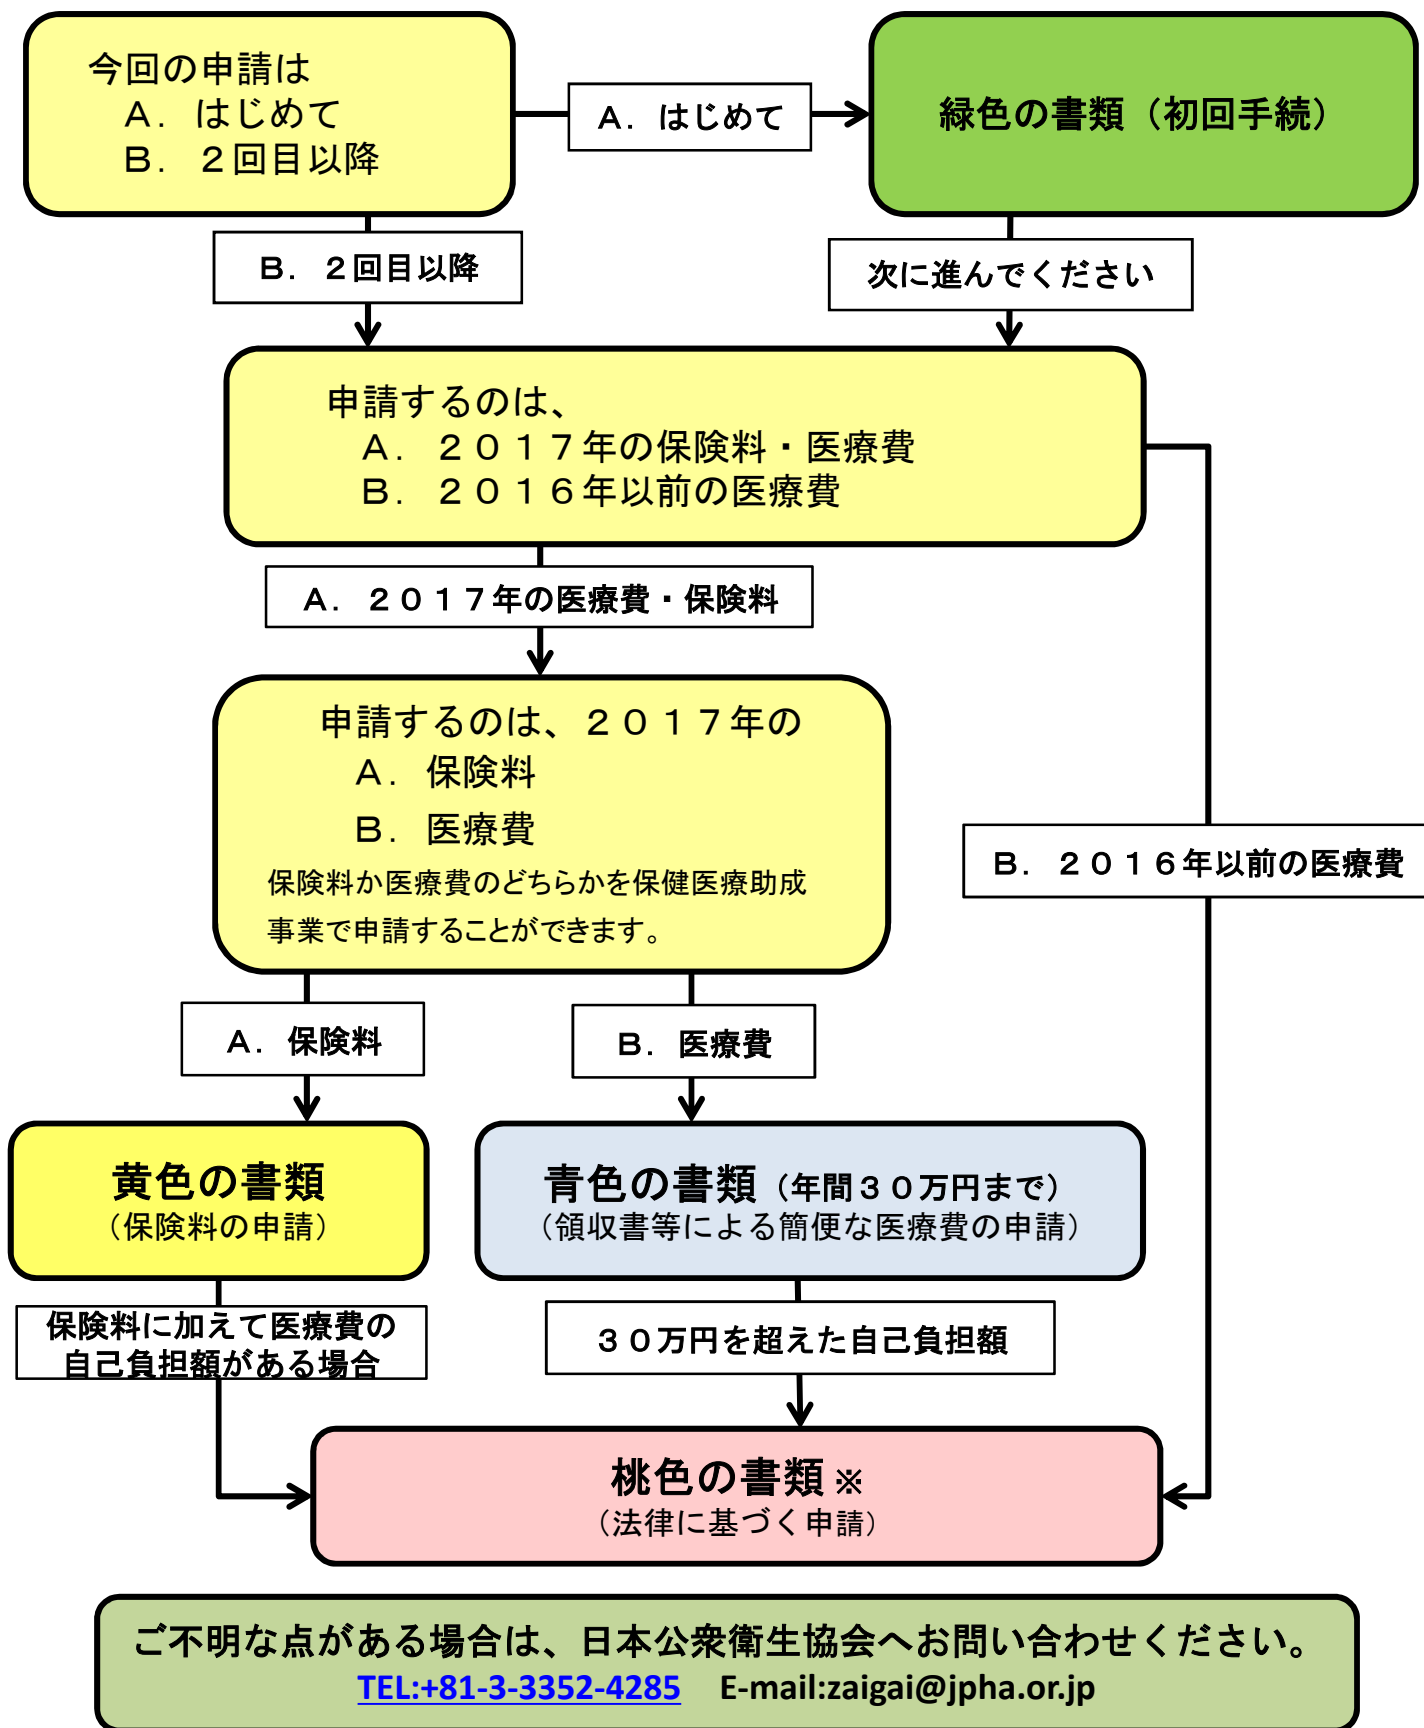 今回の申請は
A．はじめて
B．２回目以降
A．はじめて
緑色の書類（初回手続）
B．２回目以降
次に進んでください
申請するのは、
A．２０１７年の保険料・医療費
B．２０１６年以前の医療費
A．２０１７年の医療費・保険料
申請するのは、２０１７年の
A．保険料
B．医療費
保険料か医療費のどちらかを保健医療助成
事業で申請することができます。
B．２０１６年以前の医療費
A．保険料
B．医療費
黄色の書類
（保険料の申請）
青色の書類（年間３０万円まで）
（領収書等による簡便な医療費の申請）
保険料に加えて医療費の
自己負担額がある場合
３０万円を超えた自己負担額
桃色の書類※
（法律に基づく申請）
ご不明な点がある場合は、日本公衆衛生協会へお問い合わせください。
TEL:+81-3-3352-4285 E-mail:zaigai@jpha.or.jp